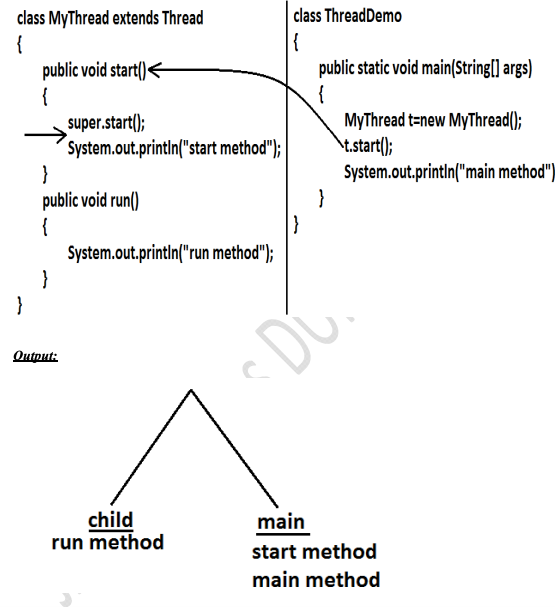 class MyThread extends Thread
{
public void start()
{
super.start();
System.out.println("start method");
}
public void run()
{
System.out.println("run method");
}
}
class ThreadDemo
{
public static void main(String[] args)
{
MyThread t=new MyThread();
t.start();
System.out.println("main method")
}
}
Output:
child
run method
main
start method
main method